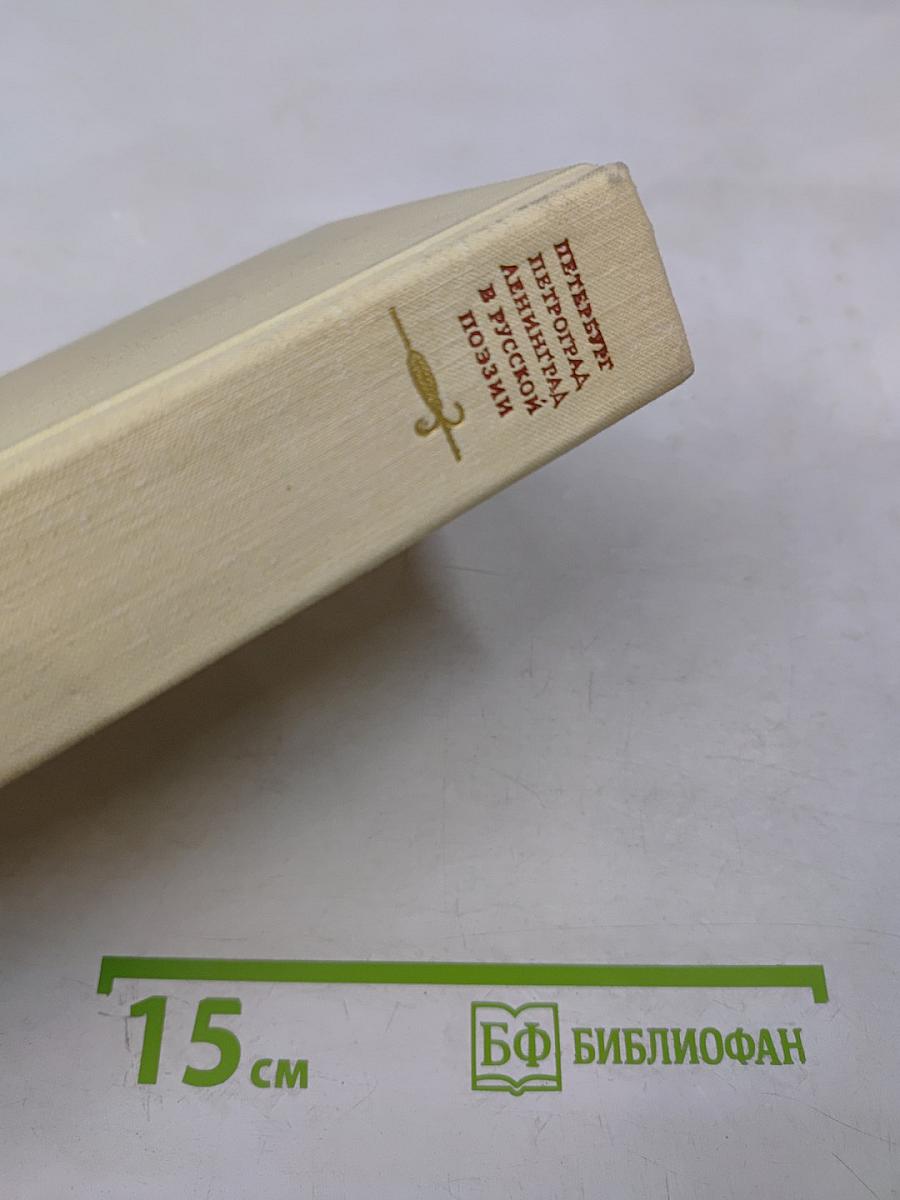 ПЕТЕРБУРГ
ПЕТРОГРАД
ЛЕНИНГРАД
В РУССКОЙ
ПОЭЗИИ
15 см
БФ БИБЛИОФАН